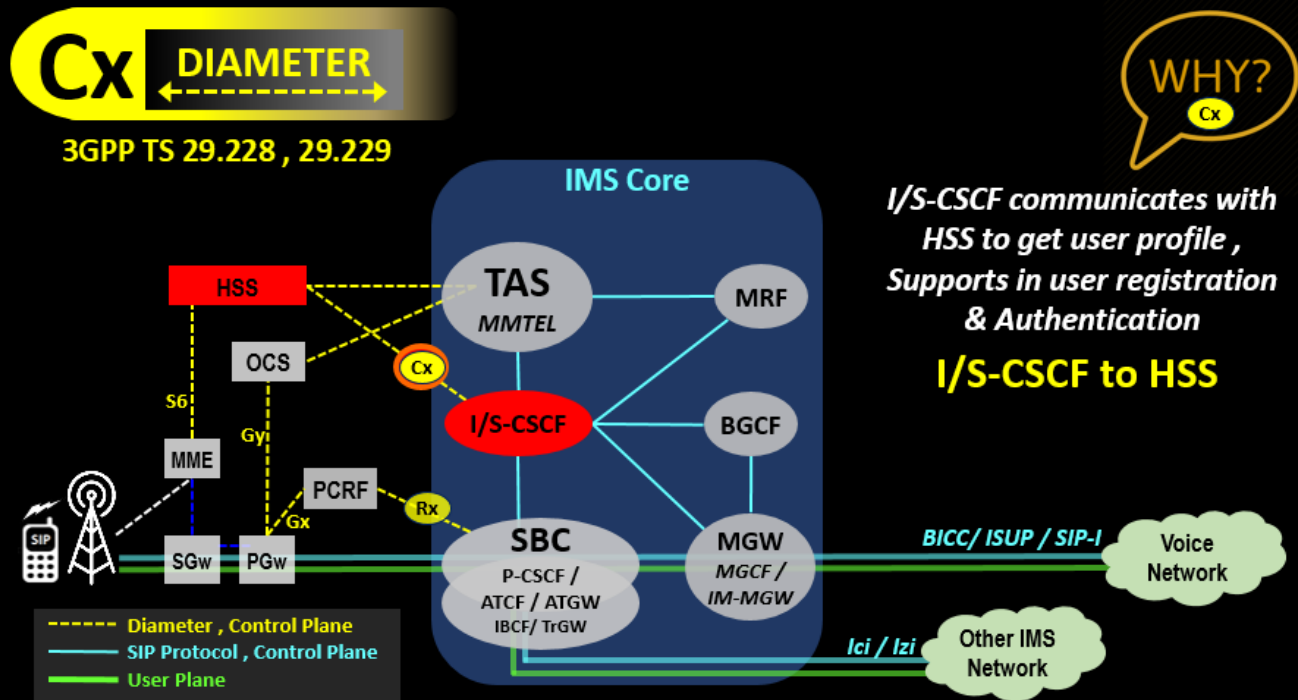 Cx
DIAMETER
3GPP TS 29.228 , 29.229
WHY?
Cx
IMS Core
I/S-CSCF communicates with
HSS to get user profile ,
Supports in user registration
& Authentication
I/S-CSCF to HSS
HSS
TAS
MMTEL
MRF
OCS
Cx
S6
I/S-CSCF
BGCF
Gy
MME
PCRF
Rx
Gx
SIP
SGw
PGw
SBC
P-CSCF /
ATCF / ATGW
IBCF/ TrGW
MGW
MGCF /
IM-MGW
BICC/ ISUP / SIP-I
Voice
Network
Diameter , Control Plane
SIP Protocol , Control Plane
User Plane
Ici / Izi
Other IMS
Network